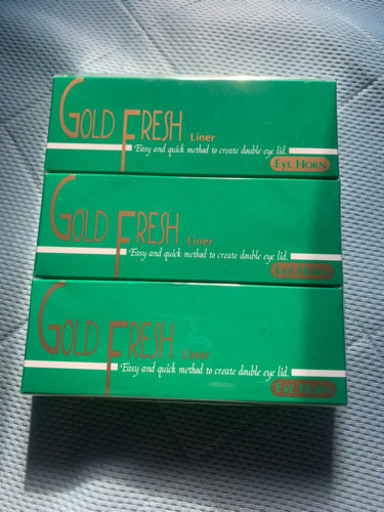 GOLD FRESH Liner
Easy and quick method to create double eye lid.
EYE HORN
GOLD FRESH Liner
Easy and quick method to create double eye lid.
EYE HORN
GOLD FRESH Liner
Easy and quick method to create double eye lid.
EYE HORN